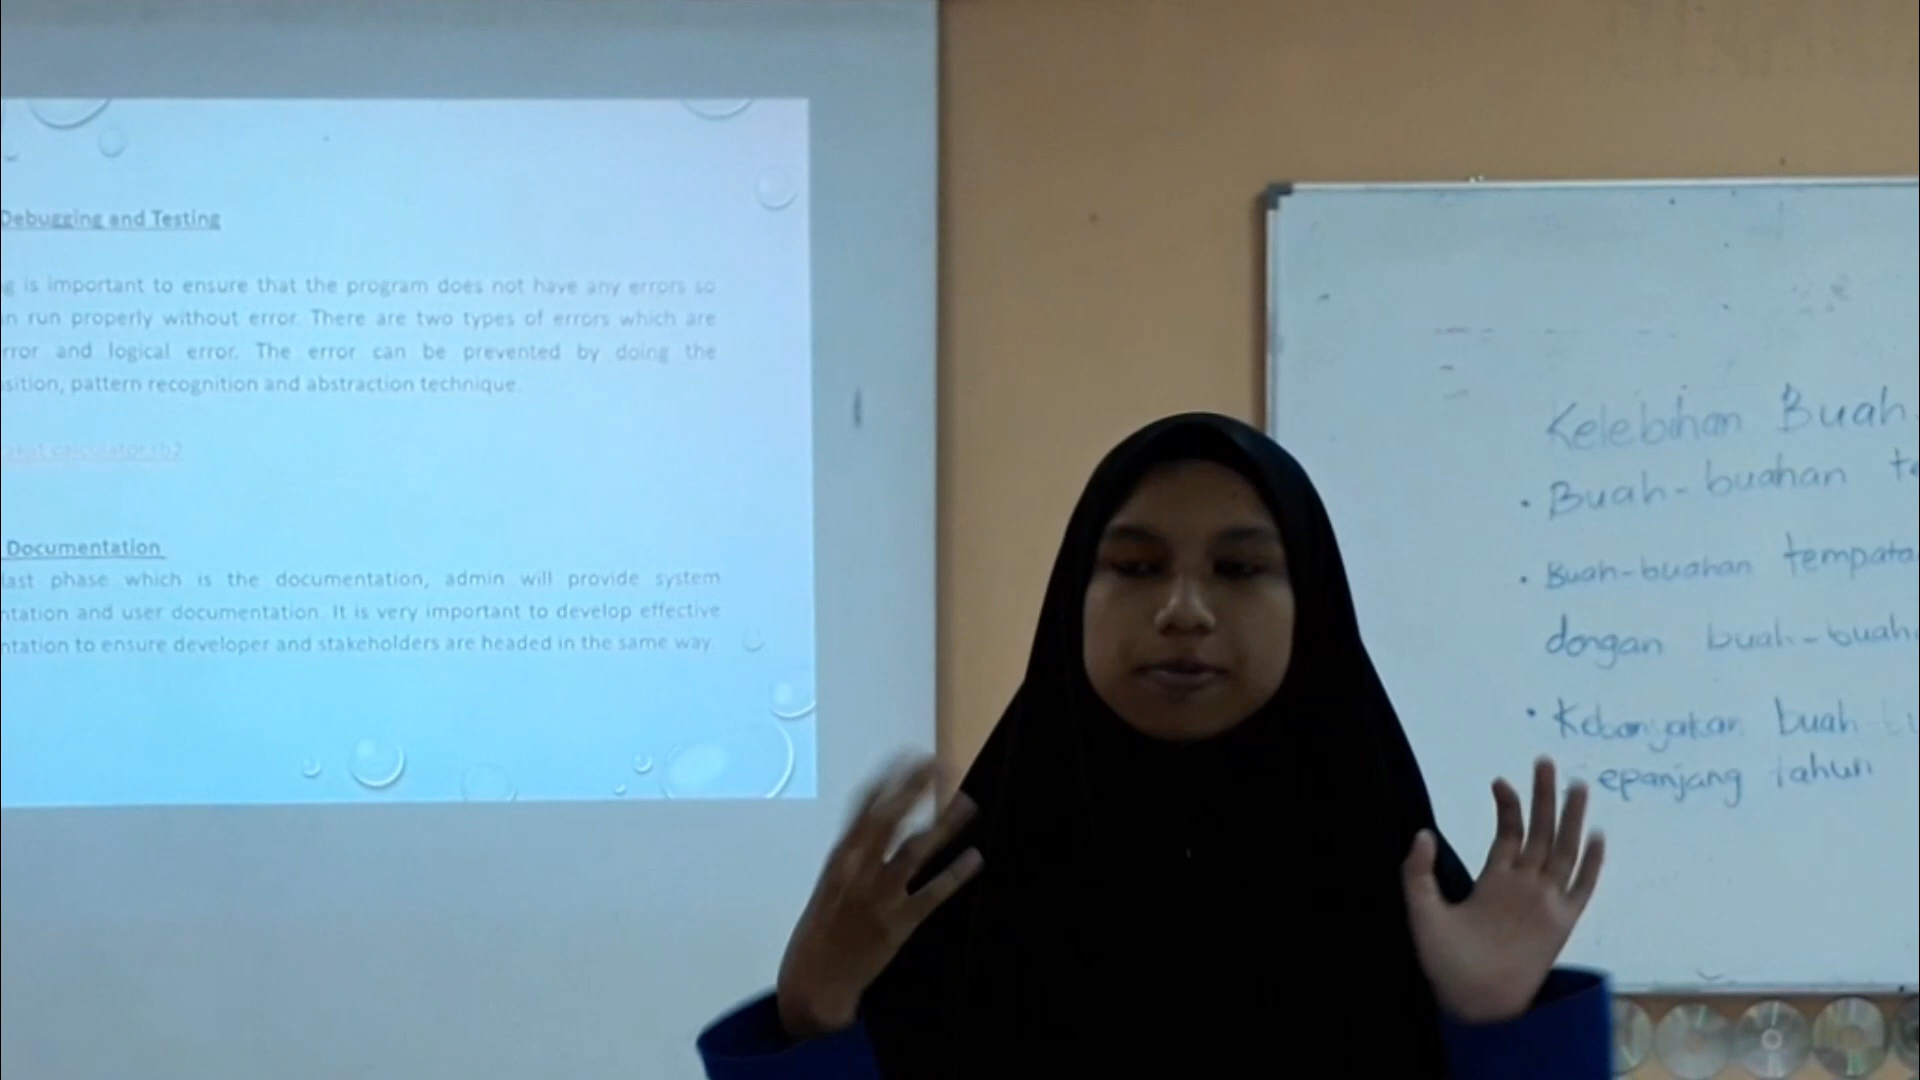 Debugging and Testing
g is important to ensure that the program does not have any errors so
n run properly without error. There are two types of errors which are
rror and logical error. The error can be prevented by doing the
sition, pattern recognition and abstraction technique.
calculator.sb2
Documentation
last phase which is the documentation, admin will provide system
ntation and user documentation. It is very important to develop effective
ntation to ensure developer and stakeholders are headed in the same way.
Kelebihan Buah
• Buah-buahan te
• Buah-buahan tempata
dengan buah-buah
• Kebanyakan buah-bu
epanjang tahun